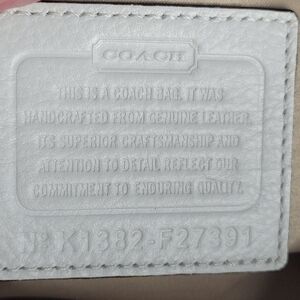 COACH
THIS IS A COACH BAG. IT WAS
HANDCRAFTED FROM GENUINE LEATHER.
ITS SUPERIOR CRAFTSMANSHIP AND
ATTENTION TO DETAIL REFLECT OUR
COMMITMENT TO ENDURING QUALITY.
Nº K1382-F27391